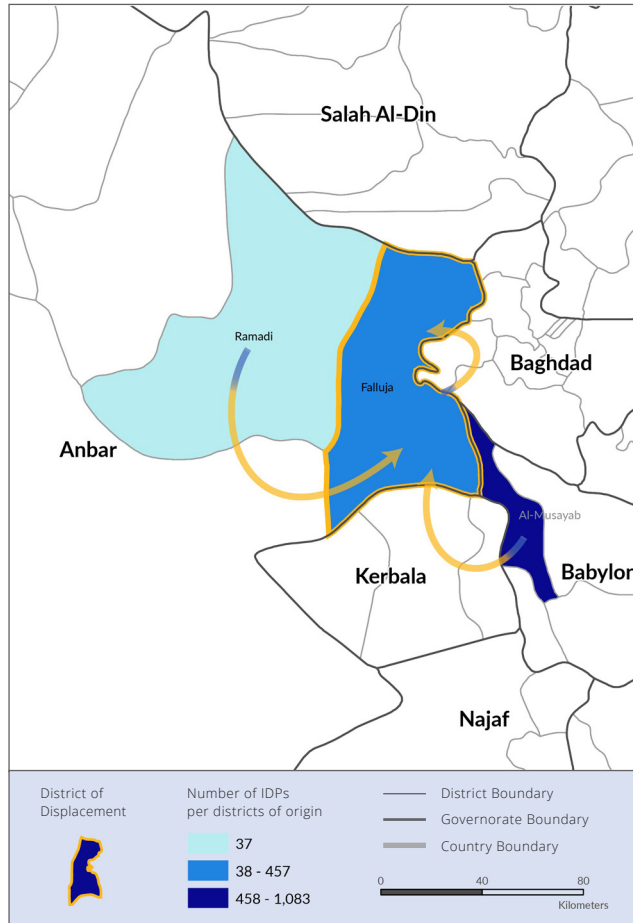 Salah Al-Din
Ramadi
Baghdad
Falluja
Anbar
Al-Musayab
Kerbala
Babylon
Najaf
District of
Displacement
Number of IDPs
per districts of origin
37
38 - 457
458 - 1,083
District Boundary
Governorate Boundary
Country Boundary
0 40 80
Kilometers